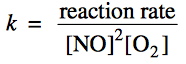 k = reaction rate / [NO]²[O₂]